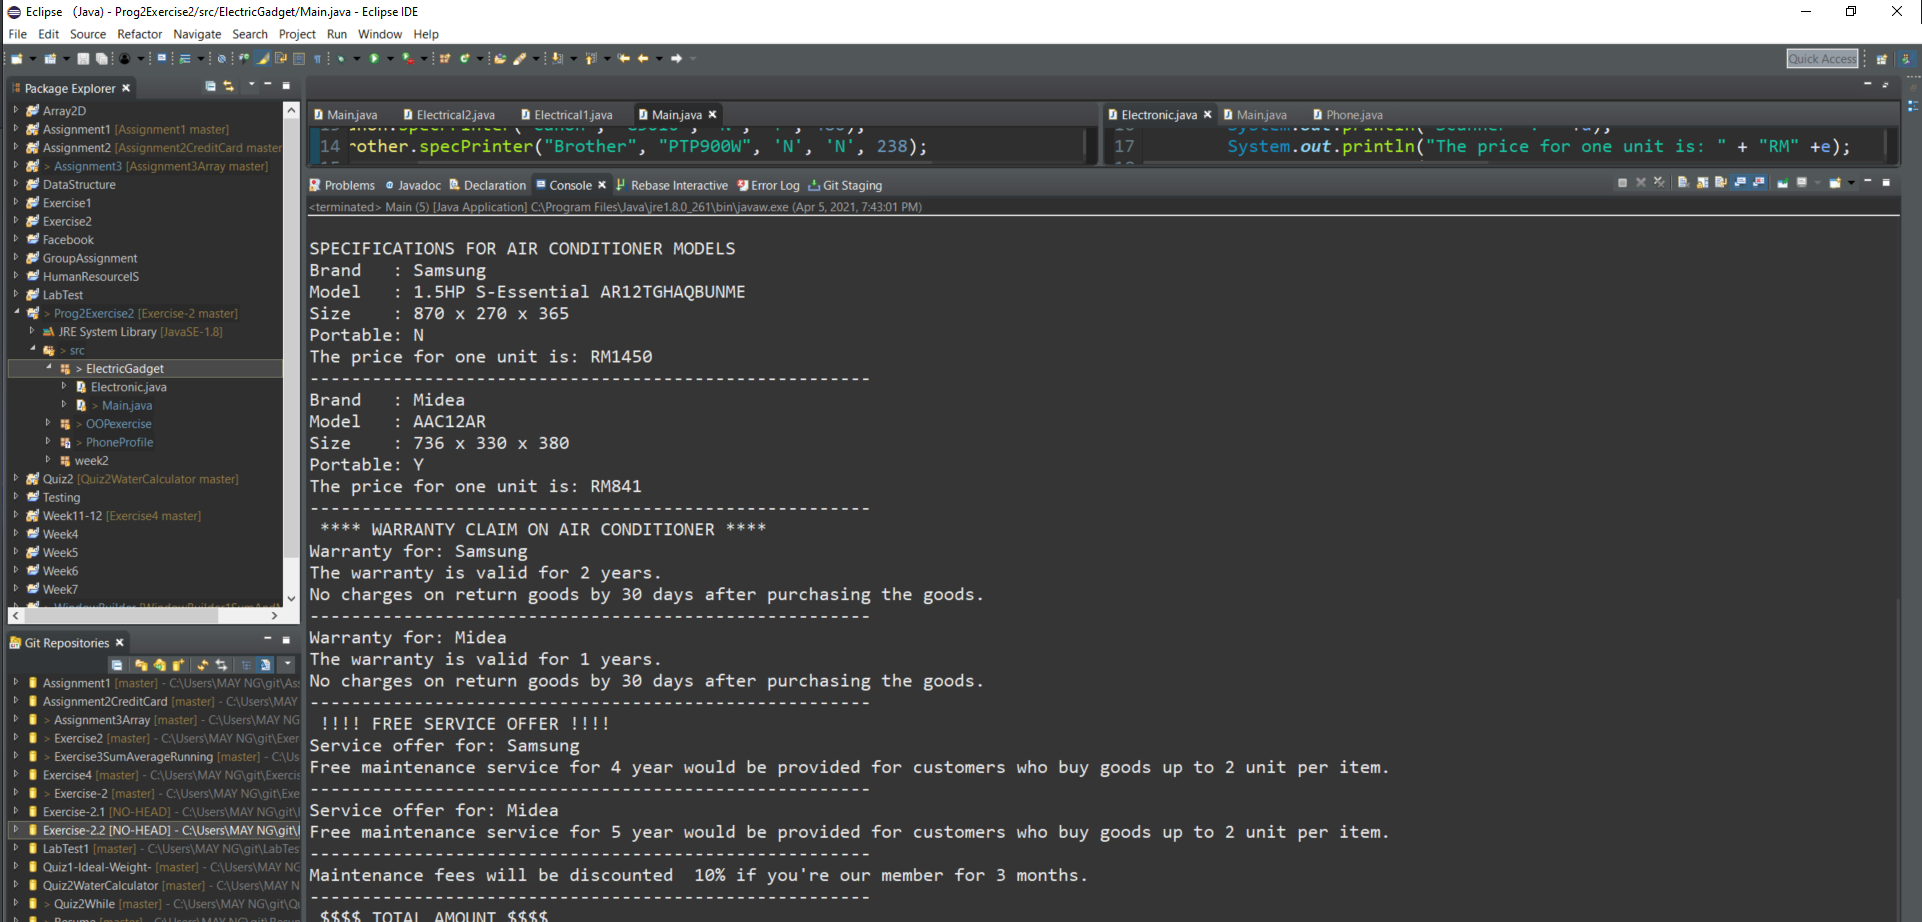 Eclipse (Java) - Prog2Exercise2/src/ElectricGadget/Main.java - Eclipse IDE
File Edit Source Refactor Navigate Search Project Run Window Help
Quick Access
Package Explorer
Array2D
Assignment1 [Assignment1 master]
Assignment2 [Assignment2CreditCard master
> Assignment3 [Assignment3Array master]
DataStructure
Exercise1
Exercise2
Facebook
GroupAssignment
HumanResourceIS
LabTest
> Prog2Exercise2 [Exercise-2 master]
JRE System Library [JavaSE-1.8]
> src
> ElectricGadget
Electronic.java
> Main.java
> OOPexercise
> PhoneProfile
week2
Quiz2 [Quiz2WaterCalculator master]
Testing
Week11-12 [Exercise4 master]
Week4
Week5
Week6
Week7
Git Repositories
Assignment1 [master] - C:\Users\MAY NG\git\Ass
Assignment2CreditCard [master] - C:\Users\MAY
> Assignment3Array [master] - C:\Users\MAY NG
> Exercise2 [master] - C:\Users\MAY NG\git\Exer
> Exercise3SumAverageRunning [master] - C:\Us
Exercise4 [master] - C:\Users\MAY NG\git\Exercis
> Exercise-2 [master] - C:\Users\MAY NG\git\Exe
Exercise-2.1 [NO-HEAD] - C:\Users\MAY NG\git\
Exercise-2.2 [NO-HEAD] - C:\Users\MAY NG\git\
LabTest1 [master] - C:\Users\MAY NG\git\LabTes
Quiz1-Ideal-Weight- [master] - C:\Users\MAY NG
Quiz2WaterCalculator [master] - C:\Users\MAY N
> Quiz2While [master] - C:\Users\MAY NG\git\Qu
Main.java Electrical2.java Electrical1.java Main.java
14 rother.specPrinter("Brother", "PTP900W", 'N', 'N', 238);
Electronic.java Main.java Phone.java
17 System.out.println("The price for one unit is: " + "RM" +e);
Problems Javadoc Declaration Console Rebase Interactive Error Log Git Staging
<terminated> Main (5) [Java Application] C:\Program Files\Java\jre1.8.0_261\bin\javaw.exe (Apr 5, 2021, 7:43:01 PM)
SPECIFICATIONS FOR AIR CONDITIONER MODELS
Brand : Samsung
Model : 1.5HP S-Essential AR12TGHAQBUNME
Size : 870 x 270 x 365
Portable: N
The price for one unit is: RM1450
------------------------------------------------------
Brand : Midea
Model : AAC12AR
Size : 736 x 330 x 380
Portable: Y
The price for one unit is: RM841
------------------------------------------------------
**** WARRANTY CLAIM ON AIR CONDITIONER ****
Warranty for: Samsung
The warranty is valid for 2 years.
No charges on return goods by 30 days after purchasing the goods.
------------------------------------------------------
Warranty for: Midea
The warranty is valid for 1 years.
No charges on return goods by 30 days after purchasing the goods.
------------------------------------------------------
!!!! FREE SERVICE OFFER !!!!
Service offer for: Samsung
Free maintenance service for 4 year would be provided for customers who buy goods up to 2 unit per item.
------------------------------------------------------
Service offer for: Midea
Free maintenance service for 5 year would be provided for customers who buy goods up to 2 unit per item.
------------------------------------------------------
Maintenance fees will be discounted 10% if you're our member for 3 months.
------------------------------------------------------
$$$$ TOTAL AMOUNT $$$$